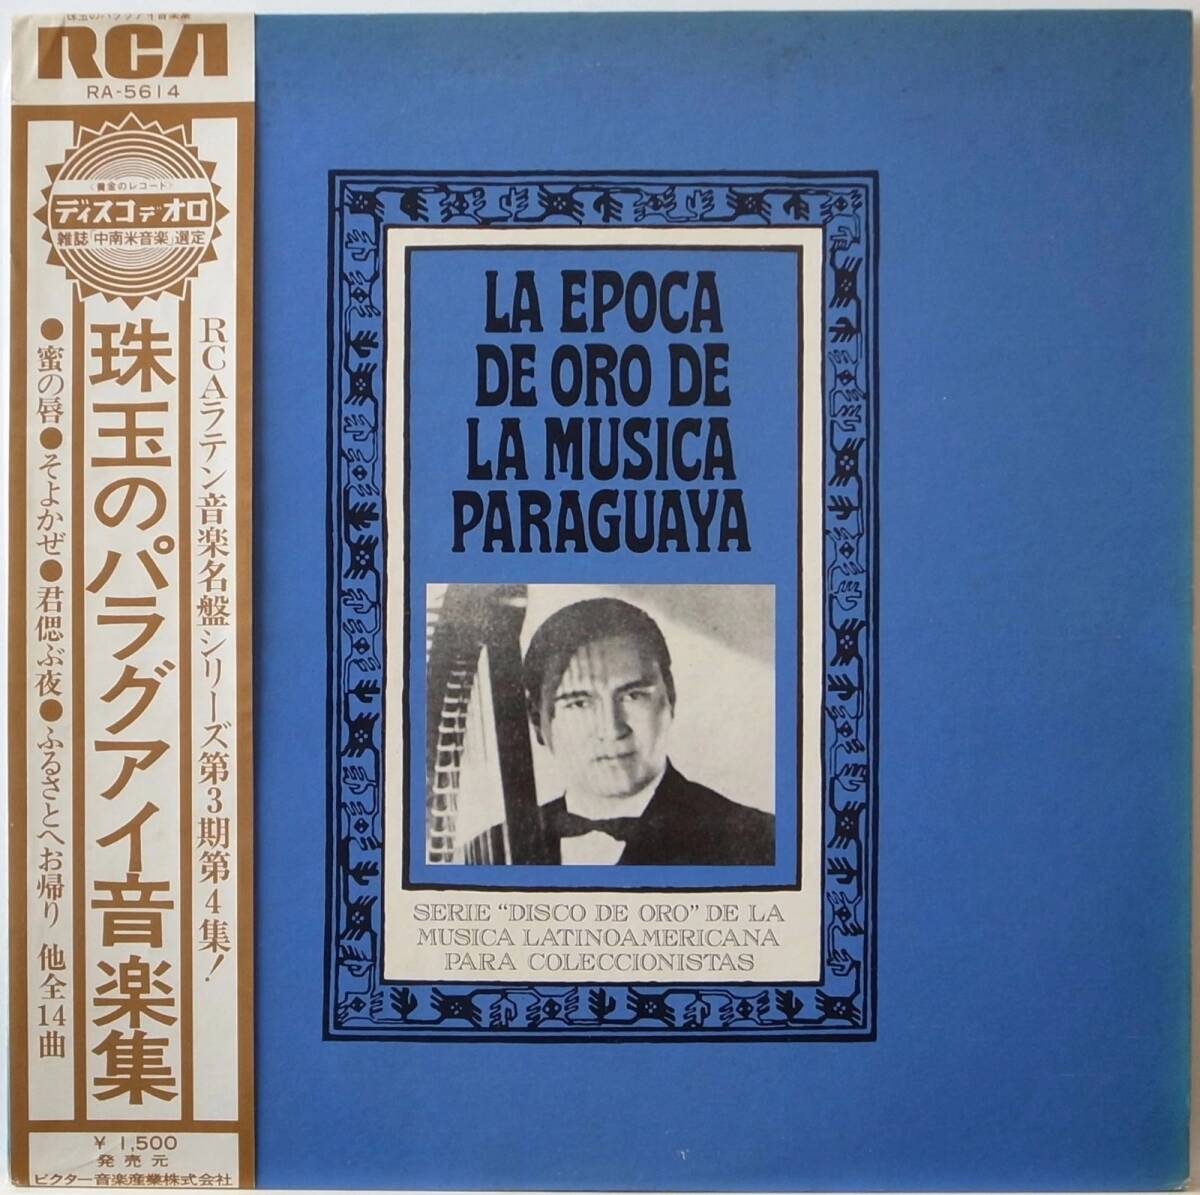 珠玉のパラグアイ音楽集
RCA
RA-5614
〈黄金のレコード〉
ディスコデオロ
雑誌「中南米音楽」選定
RCAラテン音楽名盤シリーズ第3期第4集!
珠玉のパラグアイ音楽集
●蜜の唇●そよかぜ●君偲ぶ夜●ふるさとへお帰り 他全14曲
¥ 1,500
発売元
ビクター音楽産業株式会社
LA EPOCA
DE ORO DE
LA MUSICA
PARAGUAYA
SERIE “DISCO DE ORO” DE LA
MUSICA LATINOAMERICANA
PARA COLECCIONISTAS